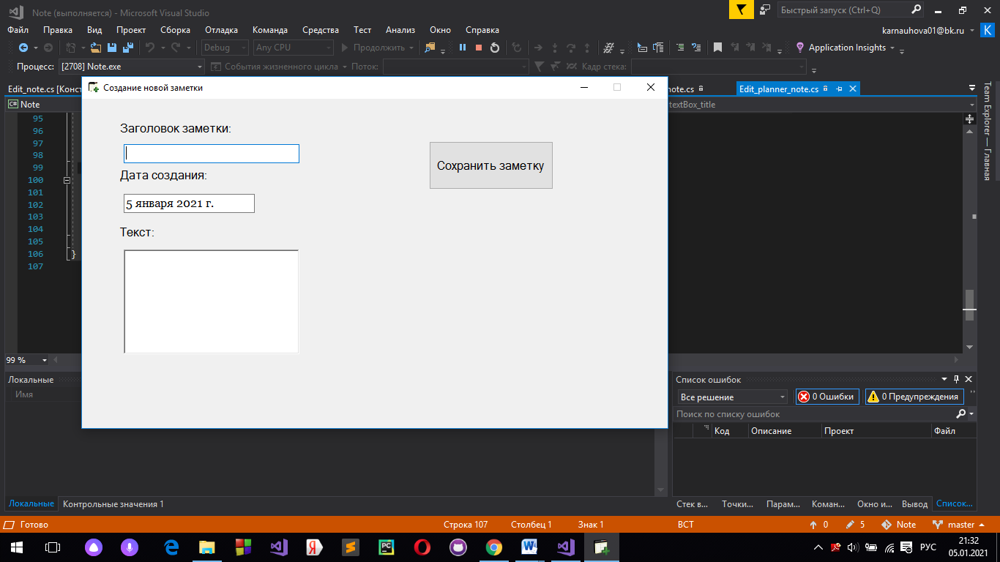 Note (выполняется) - Microsoft Visual Studio
Быстрый запуск (Ctrl+Q)
Файл Правка Вид Проект Сборка Отладка Команда Средства Тест Анализ Окно Справка
karnauhova01@bk.ru K
Debug Any CPU Продолжить Application Insights
Процесс: [2708] Note.exe События жизненного цикла Поток: Кадр стека:
Edit_note.cs [Конст
Создание новой заметки
note.cs Edit_planner_note.cs
C# Note
textBox_title
Team Explorer — Главная
95
96
97
98
99
100
101
102
103
104
105
106 }
107
Заголовок заметки:
Сохранить заметку
Дата создания:
5 января 2021 г.
Текст:
99 %
Локальные
Имя
Список ошибок
Все решение 0 Ошибки 0 Предупреждения
Поиск по списку ошибок
Код Описание Проект Файл
Локальные Контрольные значения 1
Стек в... Точки... Парам... Коман... Окно и... Вывод Список...
Готово Строка 107 Столбец 1 Знак 1 ВСТ 0 5 Note master
Я PC W РУС
21:32
05.01.2021